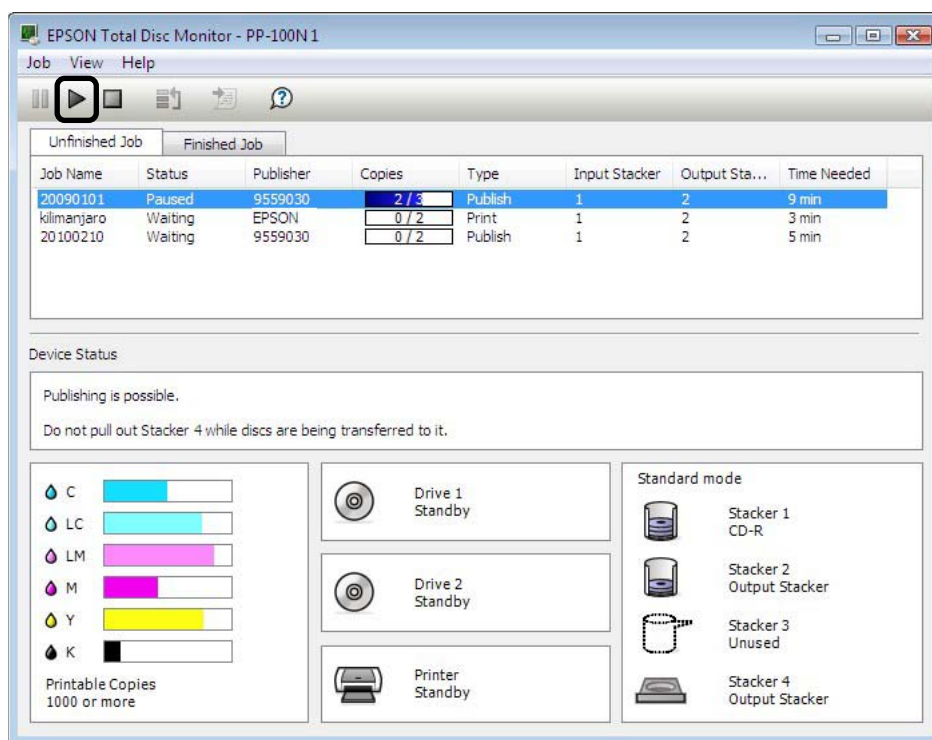 EPSON Total Disc Monitor - PP-100N 1
Job View Help
Unfinished Job Finished Job
Job Name Status Publisher Copies Type Input Stacker Output Sta... Time Needed
20090101 Paused 9559030 2 / 3 Publish 1 2 9 min
kilimanjaro Waiting EPSON 0 / 2 Print 1 2 3 min
20100210 Waiting 9559030 0 / 2 Publish 1 2 5 min
Device Status
Publishing is possible.
Do not pull out Stacker 4 while discs are being transferred to it.
C
LC
LM
M
Y
K
Printable Copies
1000 or more
Drive 1
Standby
Drive 2
Standby
Printer
Standby
Standard mode
Stacker 1
CD-R
Stacker 2
Output Stacker
Stacker 3
Unused
Stacker 4
Output Stacker